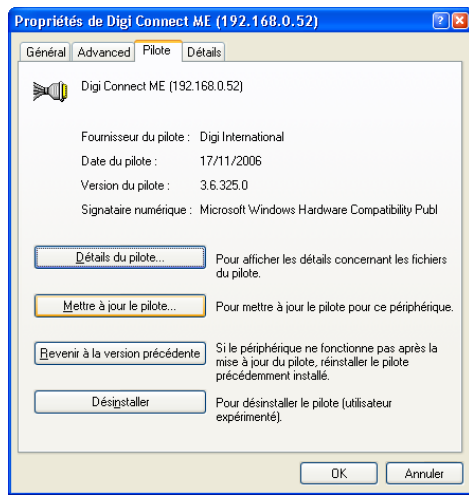 Propriétés de Digi Connect ME (192.168.0.52)
Général Advanced Pilote Détails
Digi Connect ME (192.168.0.52)
Fournisseur du pilote : Digi International
Date du pilote : 17/11/2006
Version du pilote : 3.6.325.0
Signataire numérique : Microsoft Windows Hardware Compatibility Publ
Détails du pilote...
Pour afficher les détails concernant les fichiers
du pilote.
Mettre à jour le pilote...
Pour mettre à jour le pilote pour ce périphérique.
Revenir à la version précédente
Si le périphérique ne fonctionne pas après la
mise à jour du pilote, réinstaller le pilote
précédemment installé.
Désinstaller
Pour désinstaller le pilote (utilisateur
expérimenté).
OK Annuler